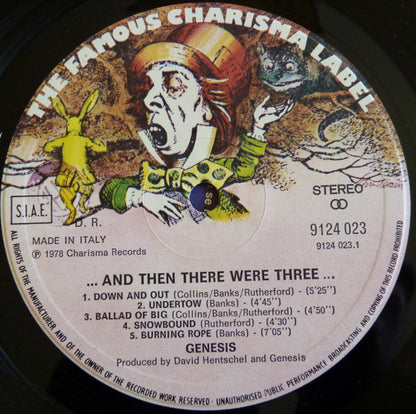 THE FAMOUS CHARISMA LABEL
S.I.A.E.
D. R.
MADE IN ITALY
℗ 1978 Charisma Records
STEREO
9124 023
9124 023.1
se
... AND THEN THERE WERE THREE ...
1. DOWN AND OUT (Collins/Banks/Rutherford) - (5'25'')
2. UNDERTOW (Banks) - (4'45'')
3. BALLAD OF BIG (Collins/Banks/Rutherford) - (4'50'')
4. SNOWBOUND (Rutherford) - (4'30'')
5. BURNING ROPE (Banks) - (7'05'')
GENESIS
Produced by David Hentschel and Genesis
ALL RIGHTS OF THE MANUFACTURER AND OF THE OWNER OF THE RECORDED WORK RESERVED · UNAUTHORISED PUBLIC PERFORMANCE BROADCASTING AND COPYING OF THIS RECORD PROHIBITED